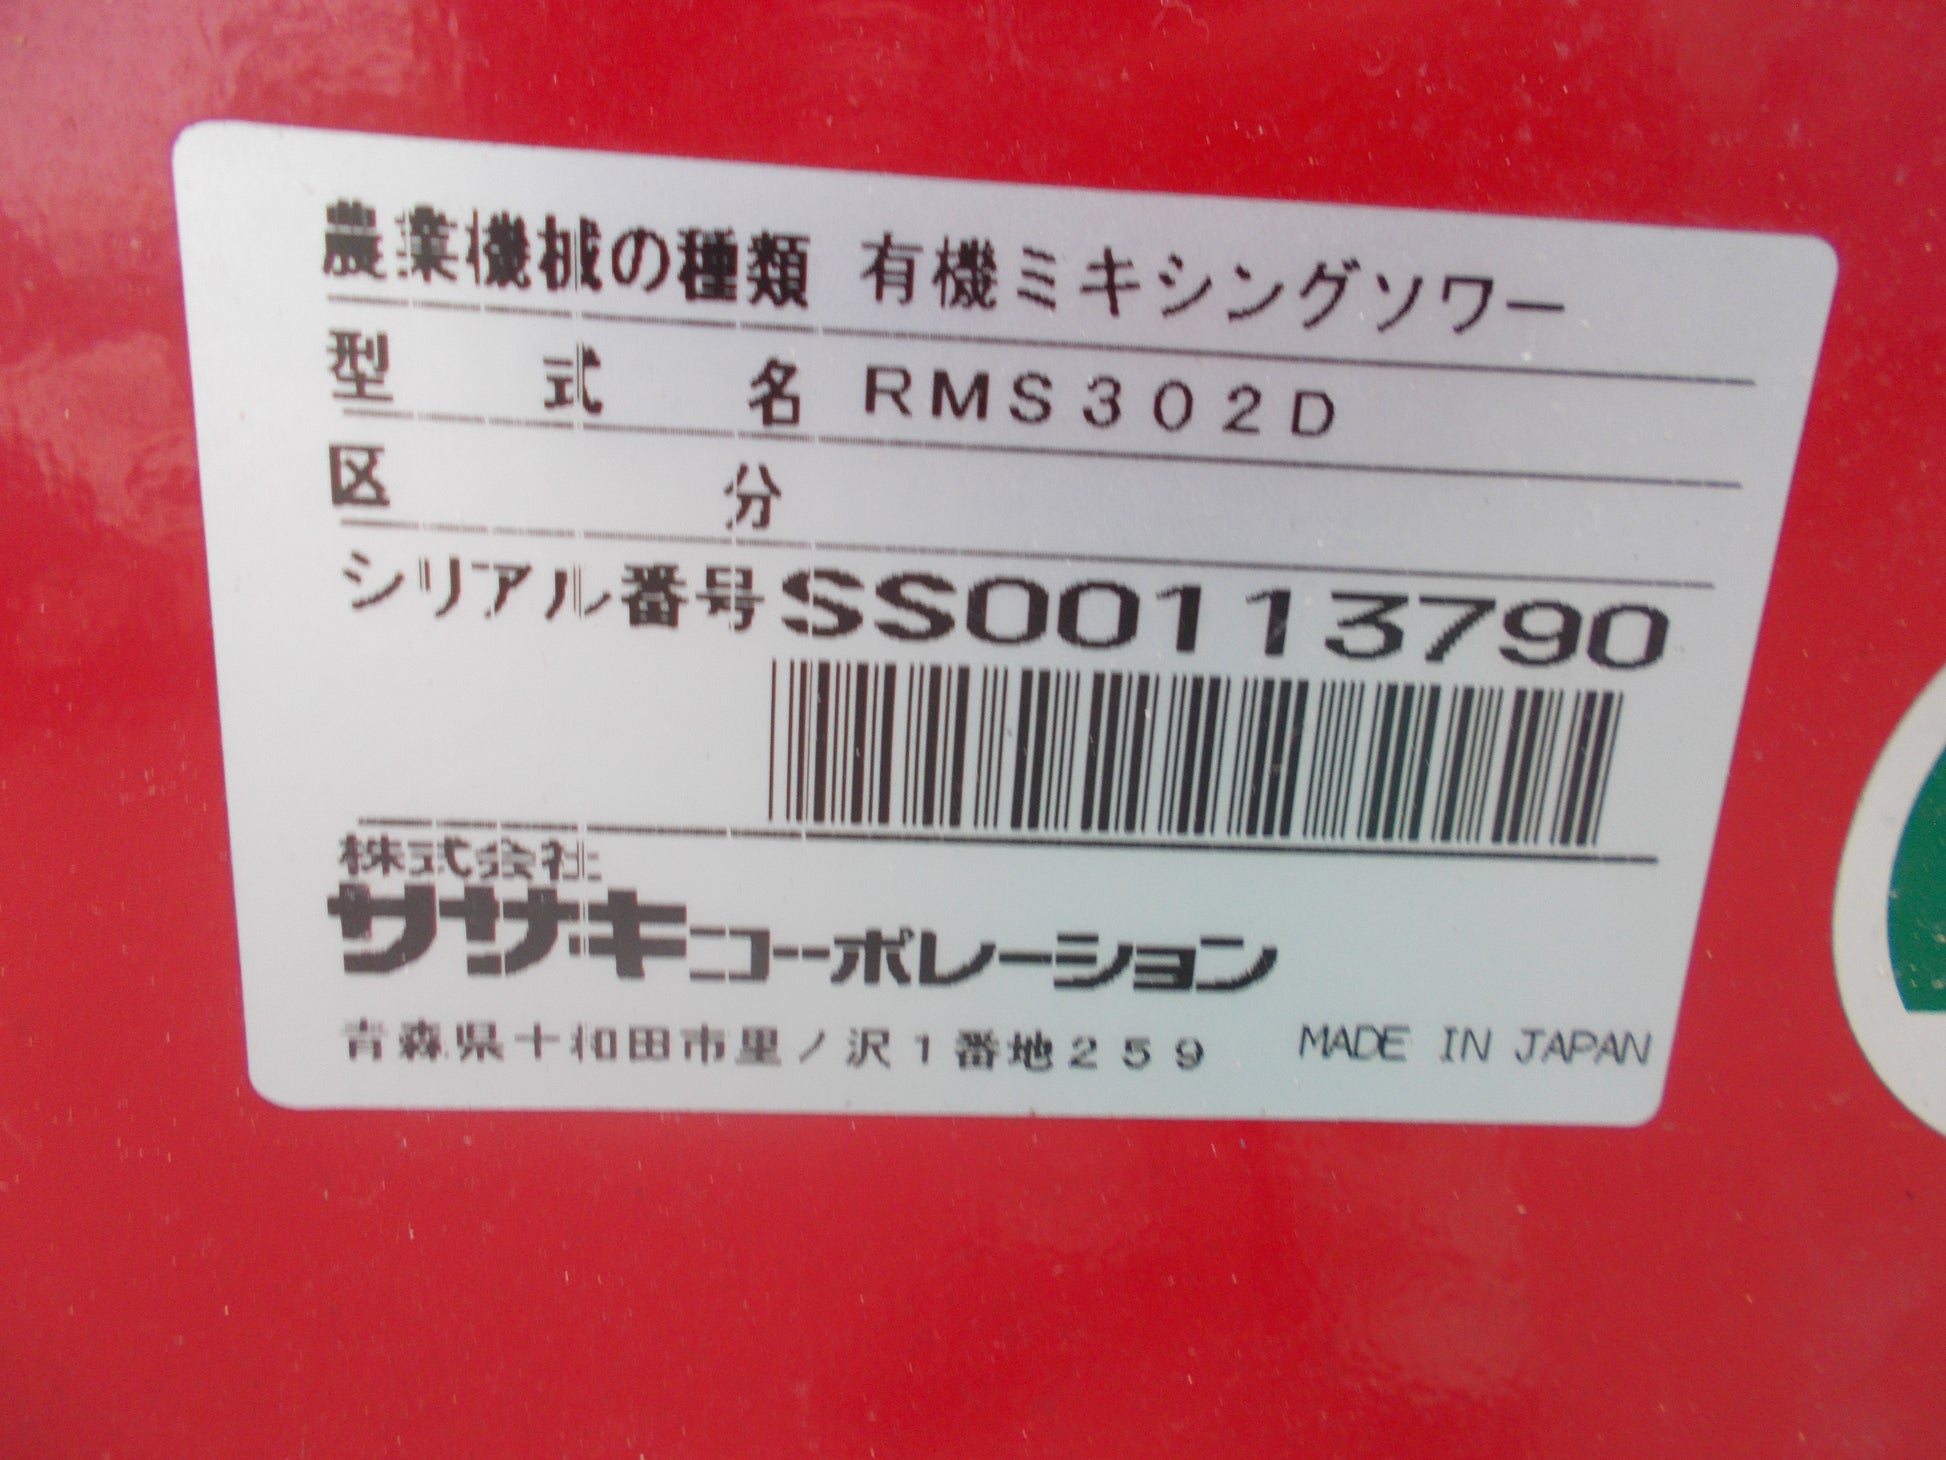 農業機械の種類 有機ミキシングソワー
型式名 RMS302D
区分
シリアル番号 SS00113790
株式会社
ササキコーポレーション
青森県十和田市里ノ沢1番地259 MADE IN JAPAN